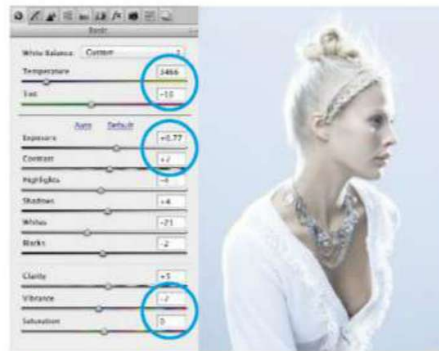 Basic
White Balance: Custom
Temperature 3466
Tint -10
Auto Default
Exposure +0.77
Contrast +7
Highlights -4
Shadows +4
Whites -21
Blacks -2
Clarity +5
Vibrance -7
Saturation 0